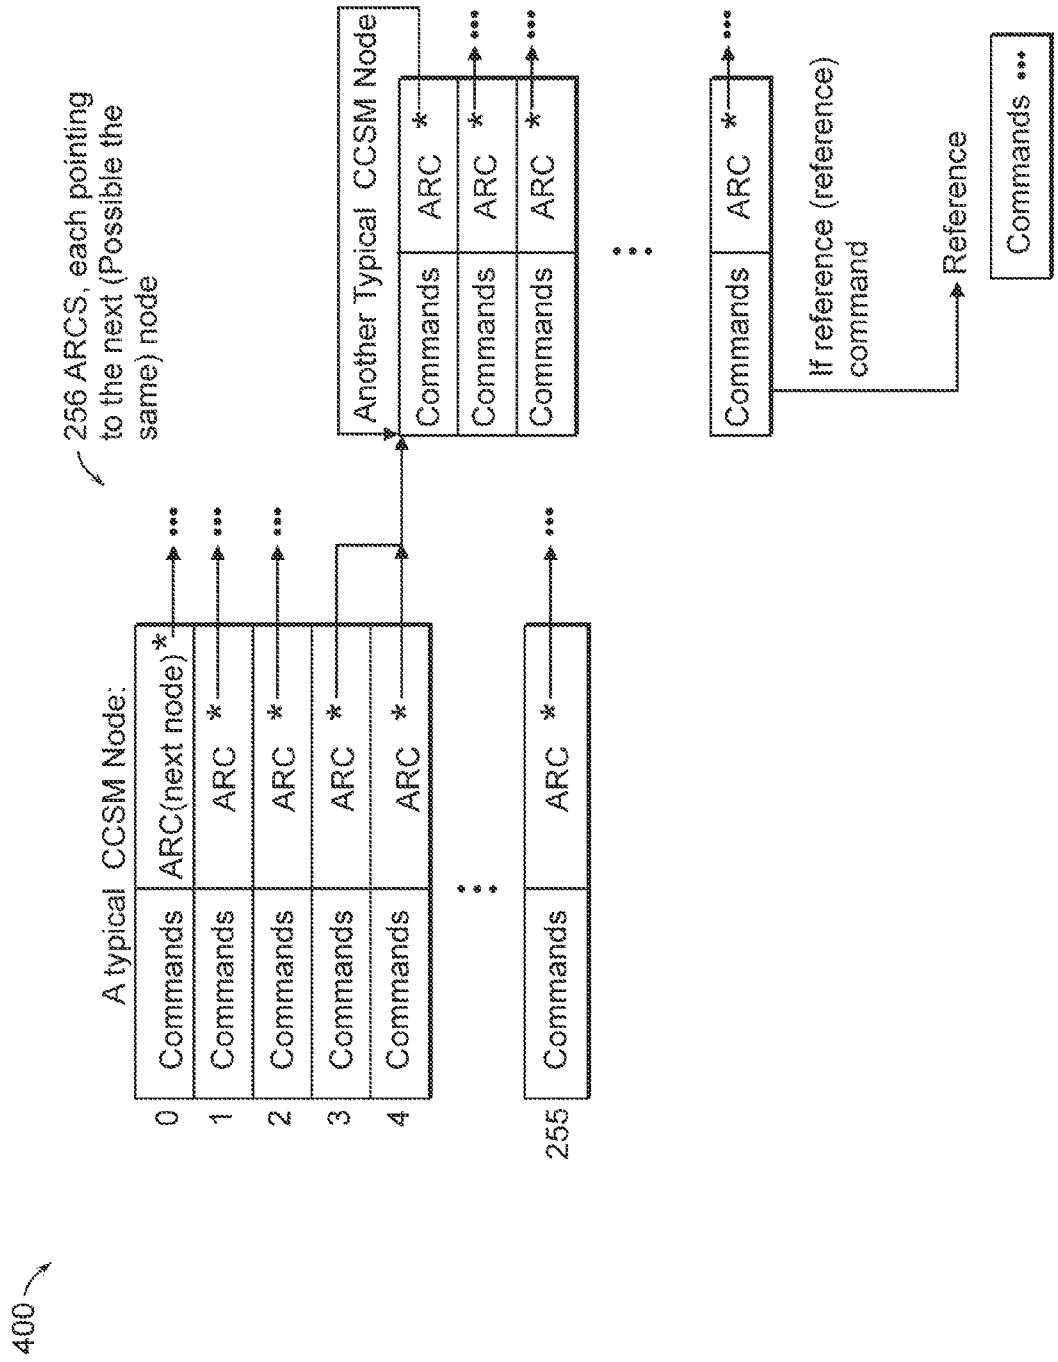 400
A typical CCSM Node:
0 Commands ARC(next node)* ...
1 Commands ARC * ...
2 Commands ARC * ...
3 Commands ARC *
4 Commands ARC *
...
255 Commands ARC * ...
256 ARCS, each pointing
to the next (Possible the
same) node
Another Typical CCSM Node
Commands ARC *
Commands ARC * ...
Commands ARC * ...
...
Commands ARC * ...
If reference (reference)
command
Reference
Commands ...